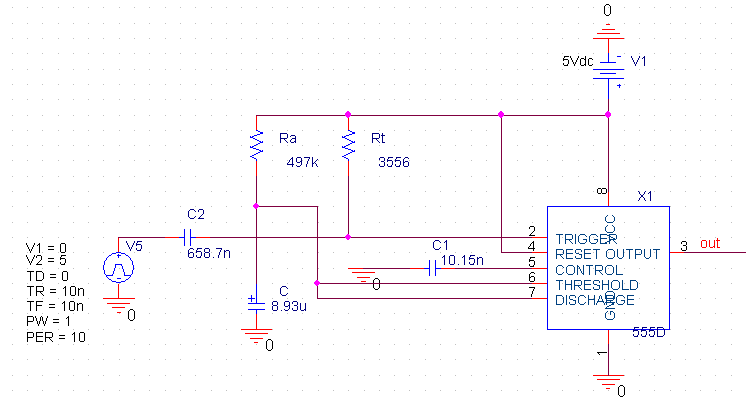 0
5Vdc
V1
-
+
Ra
497k
Rt
3556
8
X1
C2
658.7n
V5
VCC
2
TRIGGER
4
RESET OUTPUT
3
out
C1
10.15n
5
CONTROL
0
6
THRESHOLD
7
DISCHARGE
GND
555D
V1 = 0
V2 = 5
TD = 0
TR = 10n
TF = 10n
PW = 1
PER = 10
+
-
0
+
C
8.93u
0
1
0